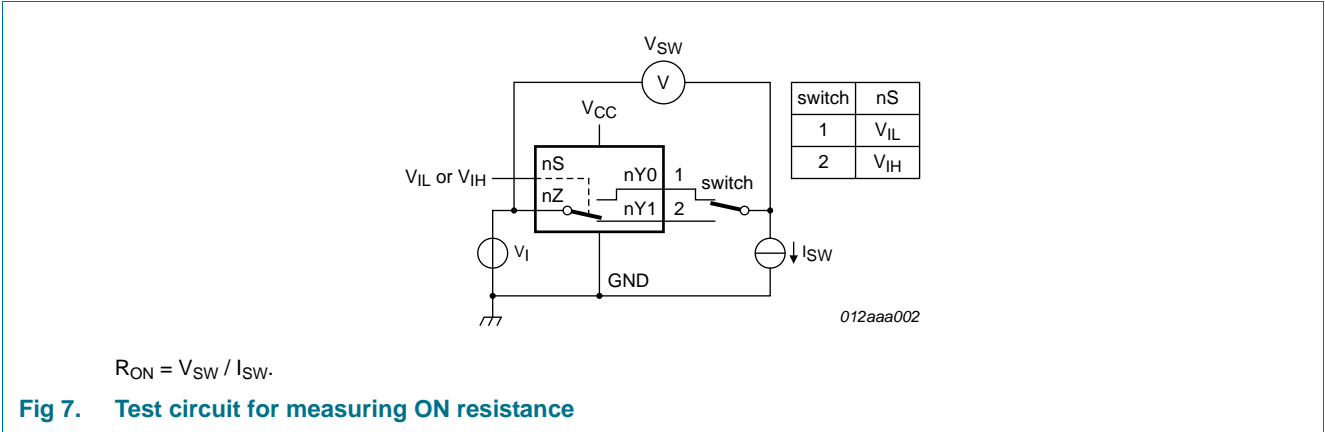 VSW
V
switch nS
1 VIL
2 VIH
VCC
VIL or VIH
nS
nY0 1 switch
nZ
nY1 2
VI
ISW
GND
012aaa002
RON = VSW / ISW.
Fig 7. Test circuit for measuring ON resistance